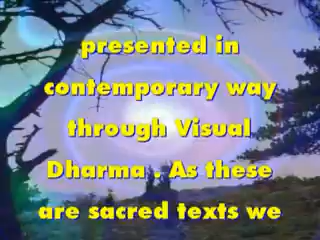 presented in
contemporary way
through Visual
Dharma . As these
are sacred texts we